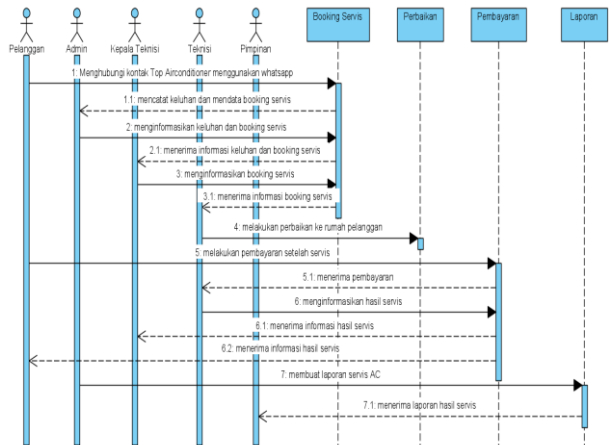 Booking Servis
Perbaikan
Pembayaran
Laporan
Pelanggan
Admin
Kepala Teknisi
Teknisi
Pimpinan
1: Menghubungi kontak Top Airconditioner menggunakan whatsapp
1.1: mencatat keluhan dan mendata booking servis
2: menginformasikan keluhan dan booking servis
2.1: menerima informasi keluhan dan booking servis
3: menginformasikan booking servis
3.1: menerima informasi booking servis
4: melakukan perbaikan ke rumah pelanggan
5: melakukan pembayaran setelah servis
5.1: menerima pembayaran
6: menginformasikan hasil servis
6.1: menerima informasi hasil servis
6.2: menerima informasi hasil servis
7: membuat laporan servis AC
7.1: menerima laporan hasil servis